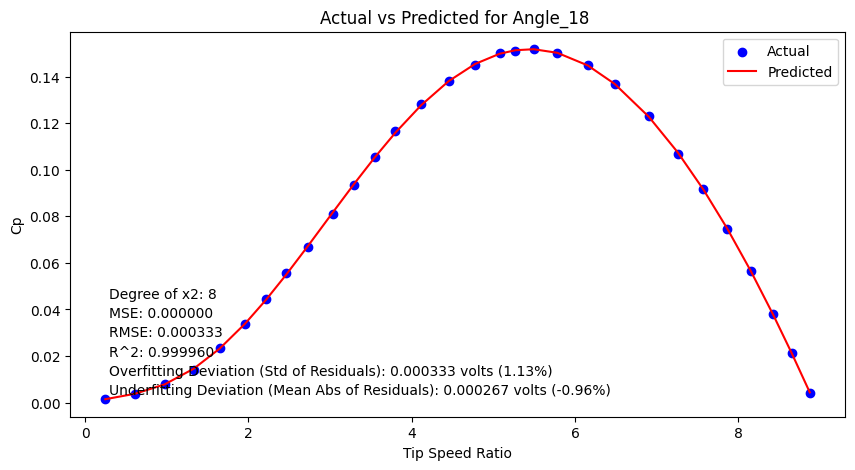 Actual vs Predicted for Angle_18
Actual
Predicted
0.14
0.12
0.10
0.08
0.06
0.04
0.02
0.00
Cp
Degree of x2: 8
MSE: 0.000000
RMSE: 0.000333
R^2: 0.999960
Overfitting Deviation (Std of Residuals): 0.000333 volts (1.13%)
Underfitting Deviation (Mean Abs of Residuals): 0.000267 volts (-0.96%)
0
2
4
6
8
Tip Speed Ratio